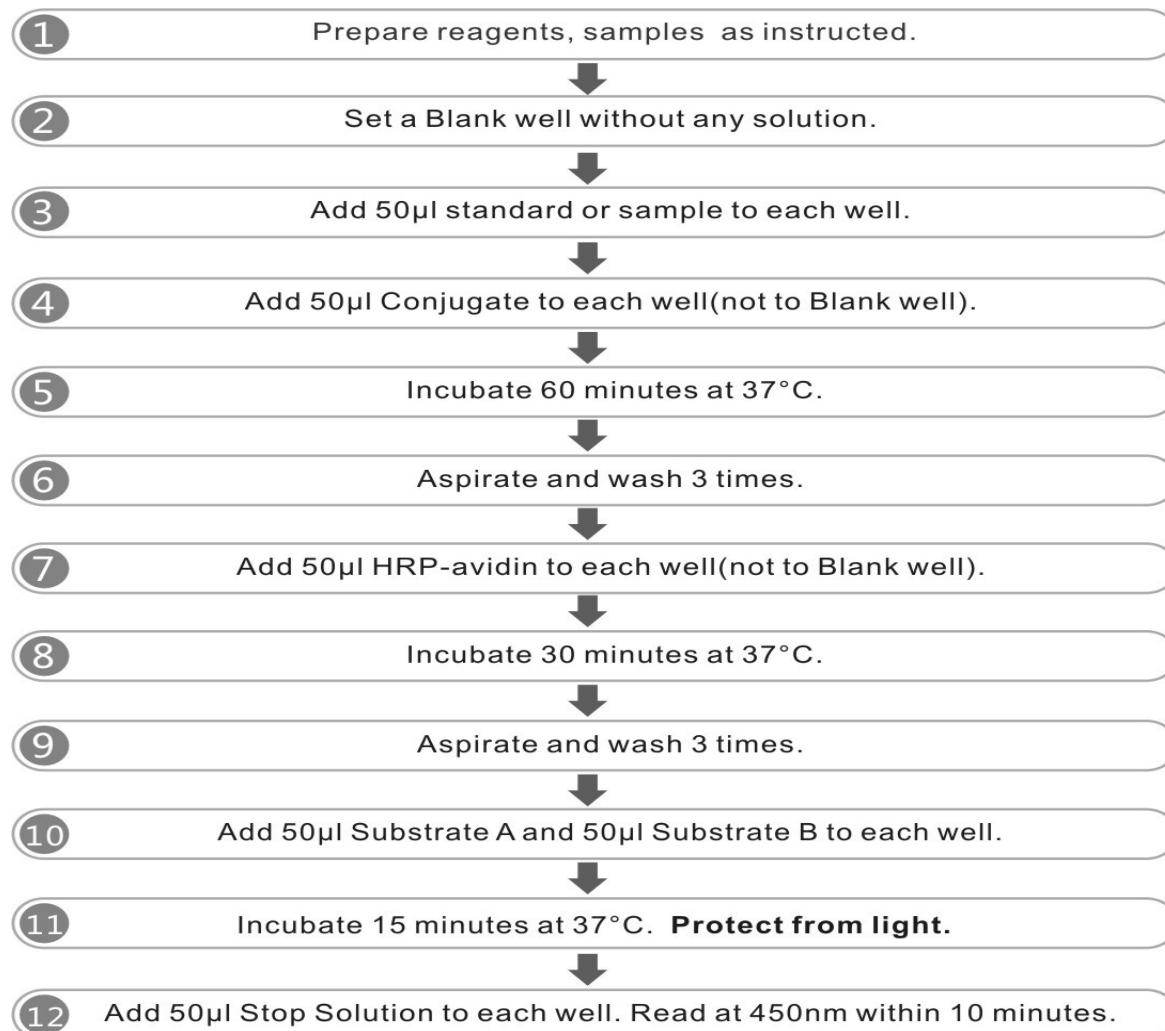 1 Prepare reagents, samples as instructed.
2 Set a Blank well without any solution.
3 Add 50µl standard or sample to each well.
4 Add 50µl Conjugate to each well(not to Blank well).
5 Incubate 60 minutes at 37°C.
6 Aspirate and wash 3 times.
7 Add 50µl HRP-avidin to each well(not to Blank well).
8 Incubate 30 minutes at 37°C.
9 Aspirate and wash 3 times.
10 Add 50µl Substrate A and 50µl Substrate B to each well.
11 Incubate 15 minutes at 37°C. Protect from light.
12 Add 50µl Stop Solution to each well. Read at 450nm within 10 minutes.